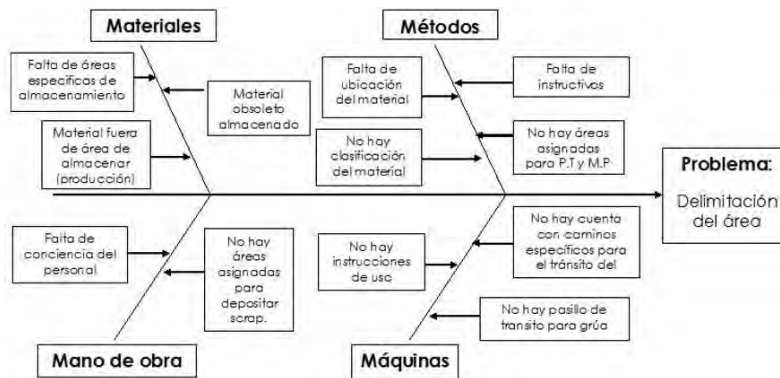 Materiales
Métodos
Falta de áreas
especificas de
almacenamiento
Material
obsoleto
almacenado
Material fuera
de área de
almacenar
(producción)
Falta de
ubicación
del material
Falta de
instructivos
No hay
clasificación
del material
No hay áreas
asignadas
para P.T y M.P
Problema:
Delimitación
del área
Falta de
conciencia del
personal
No hay
áreas
asignadas
para
depositar
scrap.
No hay
instrucciones
de uso
No hay cuenta
con caminos
específicos para
el tránsito del
No hay pasillo de
transito para grúa
Mano de obra
Máquinas